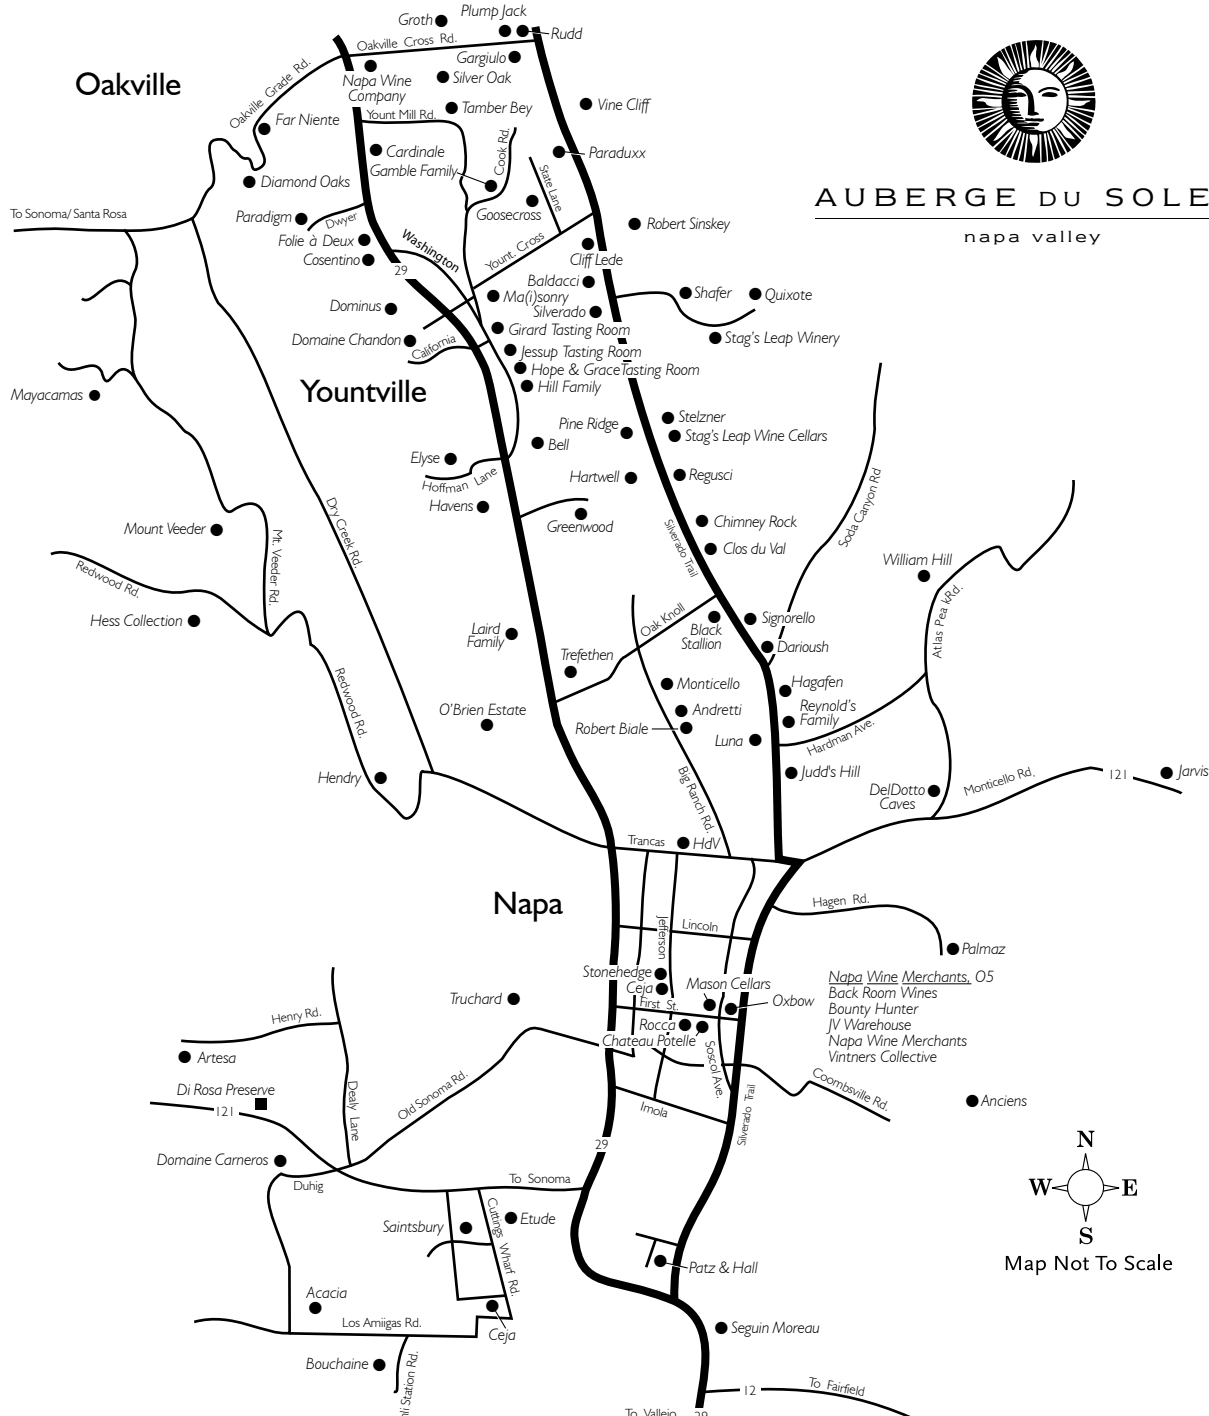 Groth
Plump Jack
Rudd
Oakville Cross Rd.
Gargiulo
Oakville
Oakville Grade Rd.
Napa Wine
Company
Silver Oak
Tamber Bey
Vine Cliff
Yount Mill Rd.
Far Niente
Cook Rd.
Cardinale
Paraduxx
Gamble Family
State Lane
Diamond Oaks
AUBERGE DU SOLE
napa valley
To Sonoma/ Santa Rosa
Paradigm
Dwyer
Goosecross
Robert Sinskey
Folie à Deux
Washington
Yount. Cross
Cosentino
29
Cliff Lede
Baldacci
Ma(i)sonry
Shafer
Quixote
Dominus
Silverado
Girard Tasting Room
Stag's Leap Winery
Domaine Chandon
California
Jessup Tasting Room
Hope & GraceTasting Room
Yountville
Hill Family
Mayacamas
Pine Ridge
Stelzner
Stag's Leap Wine Cellars
Bell
Elyse
Hoffman Lane
Hartwell
Regusci
Soda Canyon Rd
Havens
Greenwood
Chimney Rock
Dry Creek Rd.
Mount Veeder
Mt. Veeder Rd.
Silverado Trail
Clos du Val
William Hill
Redwood Rd.
Atlas Pea kRd.
Hess Collection
Laird
Family
Oak Knoll
Black
Stallion
Signorello
Darioush
Trefethen
Redwood Rd.
Monticello
Hagafen
O'Brien Estate
Andretti
Reynold's
Family
Robert Biale
Luna
Hardman Ave.
Hendry
Big Ranch Rd.
Judd's Hill
DelDotto
Caves
Monticello Rd.
121
Jarvis
Trancas
HdV
Napa
Hagen Rd.
Jefferson
Lincoln
Palmaz
Stonehedge
Ceja
Mason Cellars
Napa Wine Merchants, 05
Back Room Wines
Bounty Hunter
JV Warehouse
Napa Wine Merchants
Vintners Collective
Truchard
First St.
Oxbow
Henry Rd.
Rocca
Chateau Potelle
Artesa
Soscol Ave.
Di Rosa Preserve
121
Dealy Lane
Old Sonoma Rd.
Coombsville Rd.
Anciens
Imola
Silverado Trail
29
Domaine Carneros
Duhig
To Sonoma
N
W
E
S
Map Not To Scale
Saintsbury
Cuttings Wharf Rd.
Etude
Patz & Hall
Acacia
Los Amiigas Rd.
Ceja
Seguin Moreau
Bouchaine
Station Rd.
12
To Fairfield
To Vallejo
29